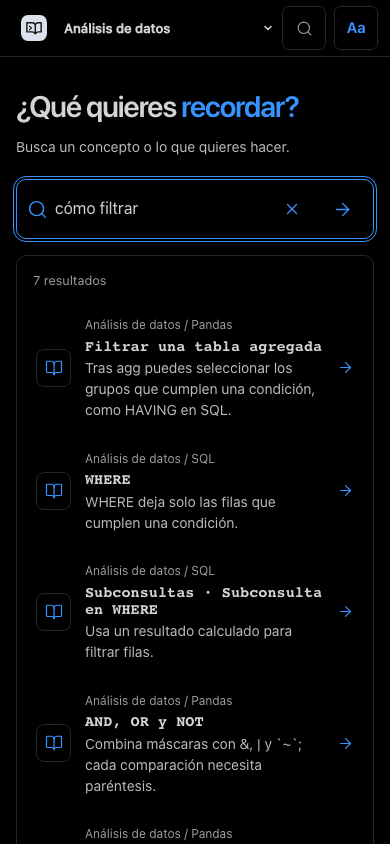 Análisis de datos
Aa
¿Qué quieres recordar?
Busca un concepto o lo que quieres hacer.
cómo filtrar
7 resultados
Análisis de datos / Pandas
Filtrar una tabla agregada
Tras agg puedes seleccionar los
grupos que cumplen una condición,
como HAVING en SQL.
Análisis de datos / SQL
WHERE
WHERE deja solo las filas que
cumplen una condición.
Análisis de datos / SQL
Subconsultas · Subconsulta
en WHERE
Usa un resultado calculado para
filtrar filas.
Análisis de datos / Pandas
AND, OR y NOT
Combina máscaras con &, | y `~`;
cada comparación necesita
paréntesis.
Análisis de datos / Pandas